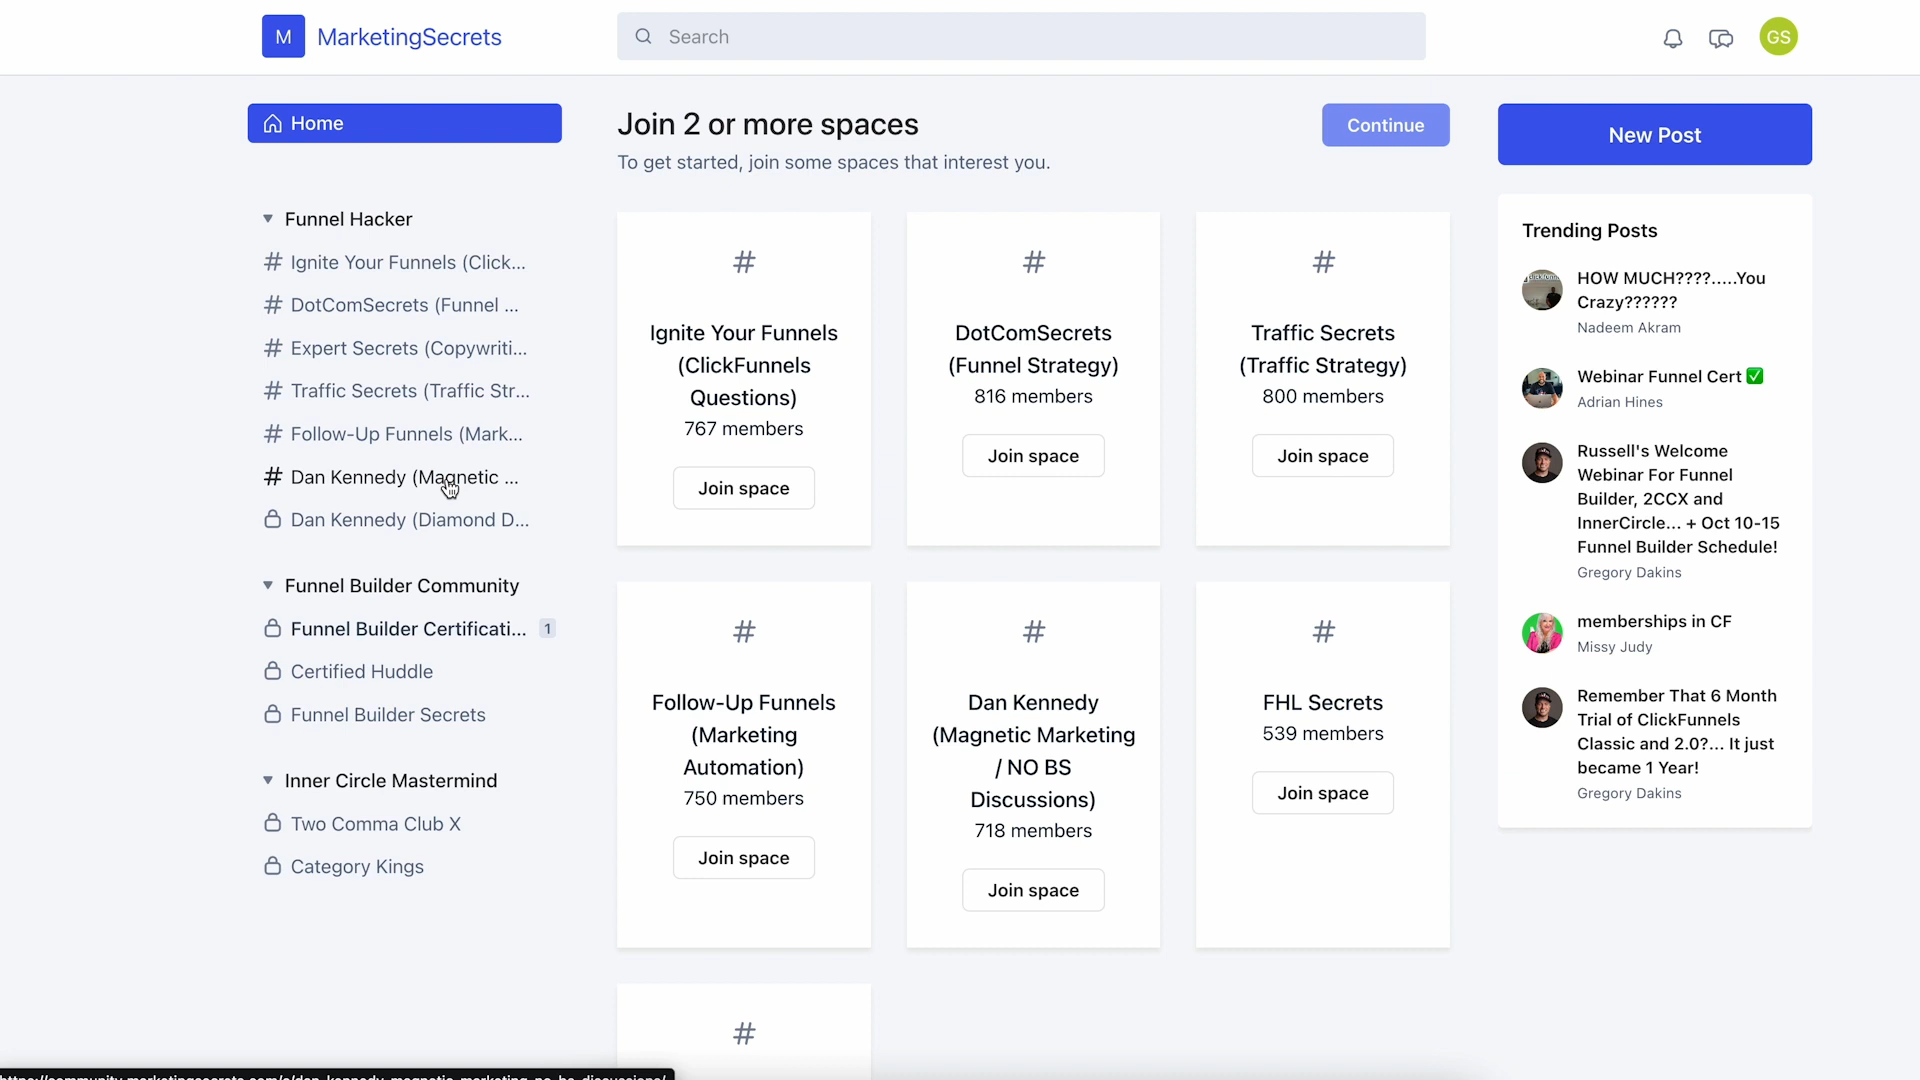 M MarketingSecrets
Search
GS
Home
Funnel Hacker
# Ignite Your Funnels (Click...
# DotComSecrets (Funnel ...
# Expert Secrets (Copywriti...
# Traffic Secrets (Traffic Str...
# Follow-Up Funnels (Mark...
# Dan Kennedy (Magnetic ...
Dan Kennedy (Diamond D...
Funnel Builder Community
Funnel Builder Certificati... 1
Certified Huddle
Funnel Builder Secrets
Inner Circle Mastermind
Two Comma Club X
Category Kings
Join 2 or more spaces
Continue
To get started, join some spaces that interest you.
#
Ignite Your Funnels
(ClickFunnels
Questions)
767 members
Join space
#
DotComSecrets
(Funnel Strategy)
816 members
Join space
#
Traffic Secrets
(Traffic Strategy)
800 members
Join space
#
Follow-Up Funnels
(Marketing
Automation)
750 members
Join space
#
Dan Kennedy
(Magnetic Marketing
/ NO BS
Discussions)
718 members
Join space
#
FHL Secrets
539 members
Join space
#
New Post
Trending Posts
HOW MUCH????.....You
Crazy??????
Nadeem Akram
Webinar Funnel Cert ✅
Adrian Hines
Russell's Welcome
Webinar For Funnel
Builder, 2CCX and
InnerCircle... + Oct 10-15
Funnel Builder Schedule!
Gregory Dakins
memberships in CF
Missy Judy
Remember That 6 Month
Trial of ClickFunnels
Classic and 2.0?... It just
became 1 Year!
Gregory Dakins